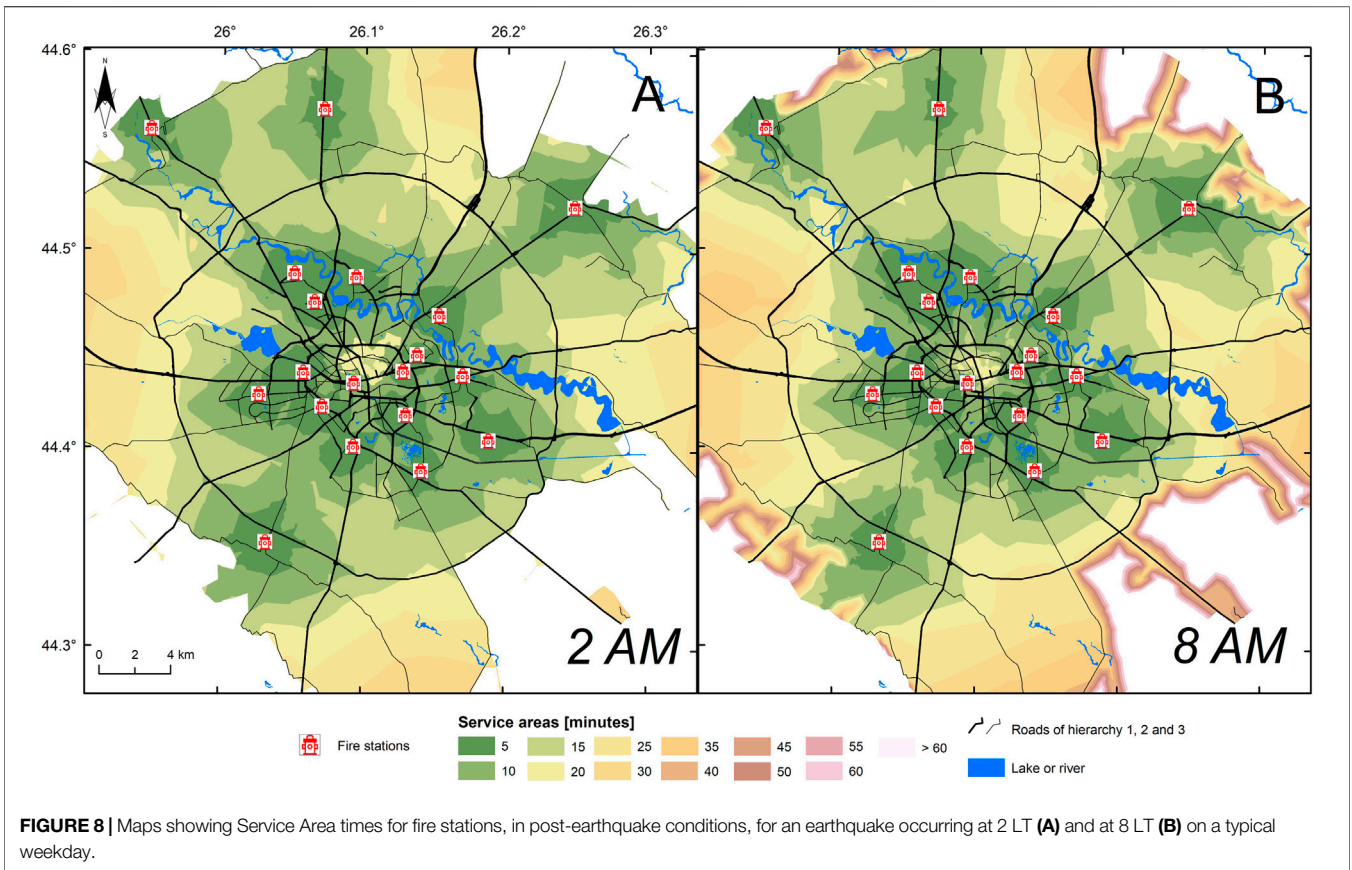 26° 26.1° 26.2° 26.3°
44.6°
44.5°
44.4°
44.3°
N
S
A
B
0 2 4 km
2 AM
8 AM
Service areas [minutes]
Fire stations
5 15 25 35 45 55 > 60
10 20 30 40 50 60
Roads of hierarchy 1, 2 and 3
Lake or river
FIGURE 8 | Maps showing Service Area times for fire stations, in post-earthquake conditions, for an earthquake occurring at 2 LT (A) and at 8 LT (B) on a typical
weekday.